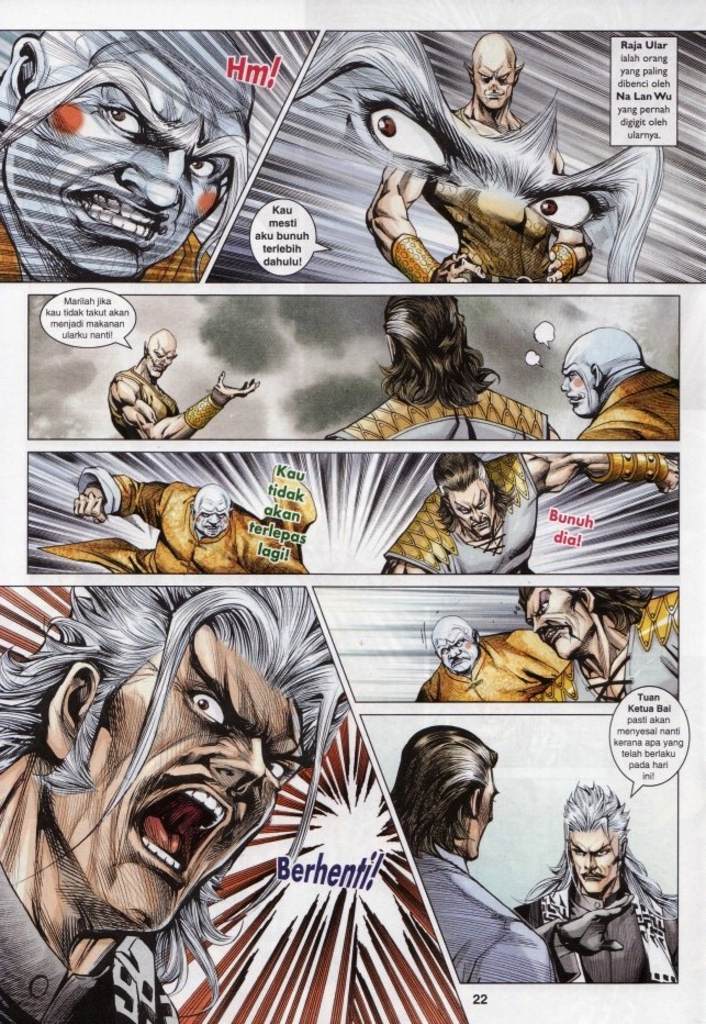 Hm!
Raja Ular
ialah orang
yang paling
dibenci oleh
Na Lan Wu
yang digigit oleh
ularnya.
Kau
mesti
aku bunuh
terlebih
dahulu!
Marilah jika
kau tidak takut akan
menjadi makanan
ularku nanti!
Kau
tidak
akan
terlepas
lagi!
Bunuh
dia!
Berhenti!
Tuan
Ketua Bai
pasti akan
menyesal nanti
kerana apa yang
telah berlaku
pada hari
ini!
22